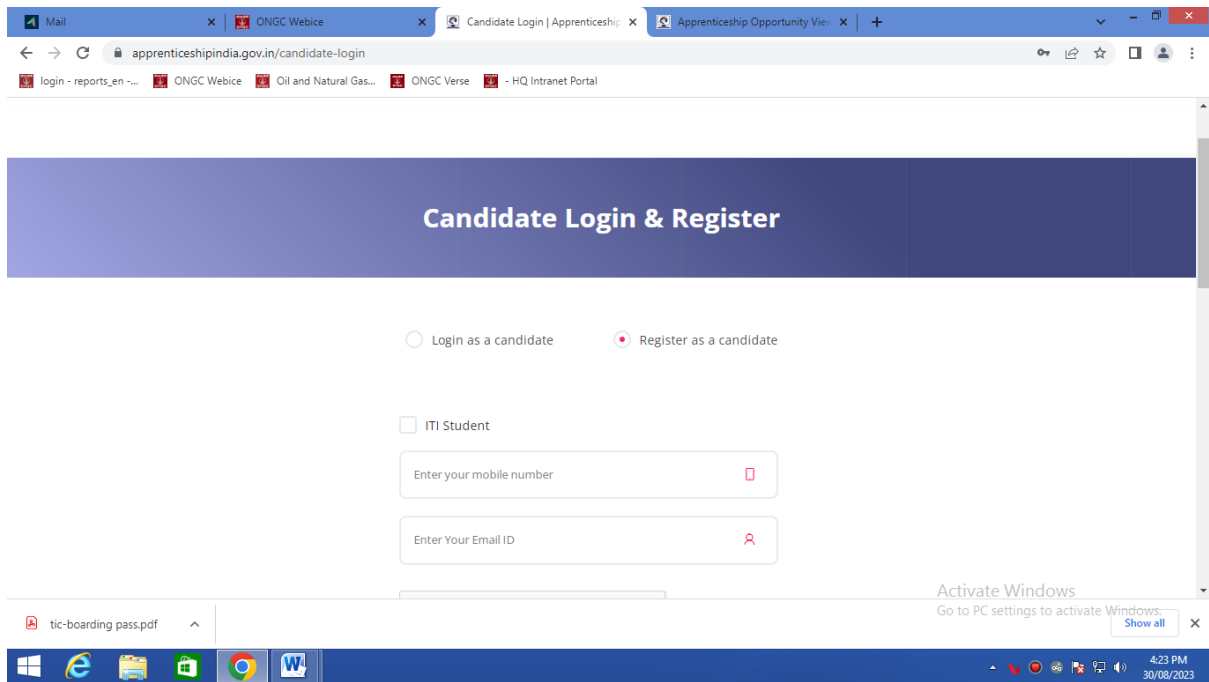 Mail ONGC Webice Candidate Login | Apprenticeship Apprenticeship Opportunity View
apprenticeshipindia.gov.in/candidate-login
login - reports_en -... ONGC Webice Oil and Natural Gas... ONGC Verse - HQ Intranet Portal
Candidate Login & Register
Login as a candidate Register as a candidate
ITI Student
Enter your mobile number
Enter Your Email ID
Activate Windows
Go to PC settings to activate Windows.
tic-boarding pass.pdf Show all
4:23 PM
30/08/2023